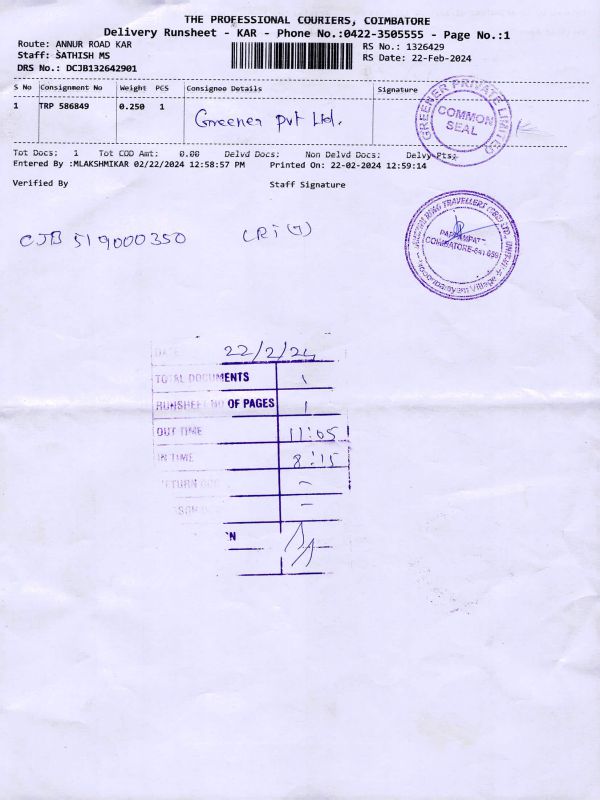 THE PROFESSIONAL COURIERS, COIMBATORE
Delivery Runsheet - KAR - Phone No.:0422-3505555 - Page No.:1
Route: ANNUR ROAD KAR
Staff: SATHISH MS
DRS No.: DCJB132642901
RS No.: 1326429
RS Date: 22-Feb-2024
S No Consignment No Weight PCS Consignee Details Signature
1 TRP 586849 0.250 1 Greener Pvt Ltd.
GREENER PRIVATE LIMITED
COMMON
SEAL
Tot Docs: 1 Tot COD Amt: 0.00 Delvd Docs: Non Delvd Docs: Delvy Pts:
Entered By :MLAKSHMIKAR 02/22/2024 12:58:57 PM Printed On: 22-02-2024 12:59:14
Verified By Staff Signature
CJB 519000350
TRAVELLERS
COIMBATORE-641 659
DATE 22/2/24
TOTAL DOCUMENTS 1
RUNSHEET NO OF PAGES 1
OUT TIME 11:05
IN TIME 8:15